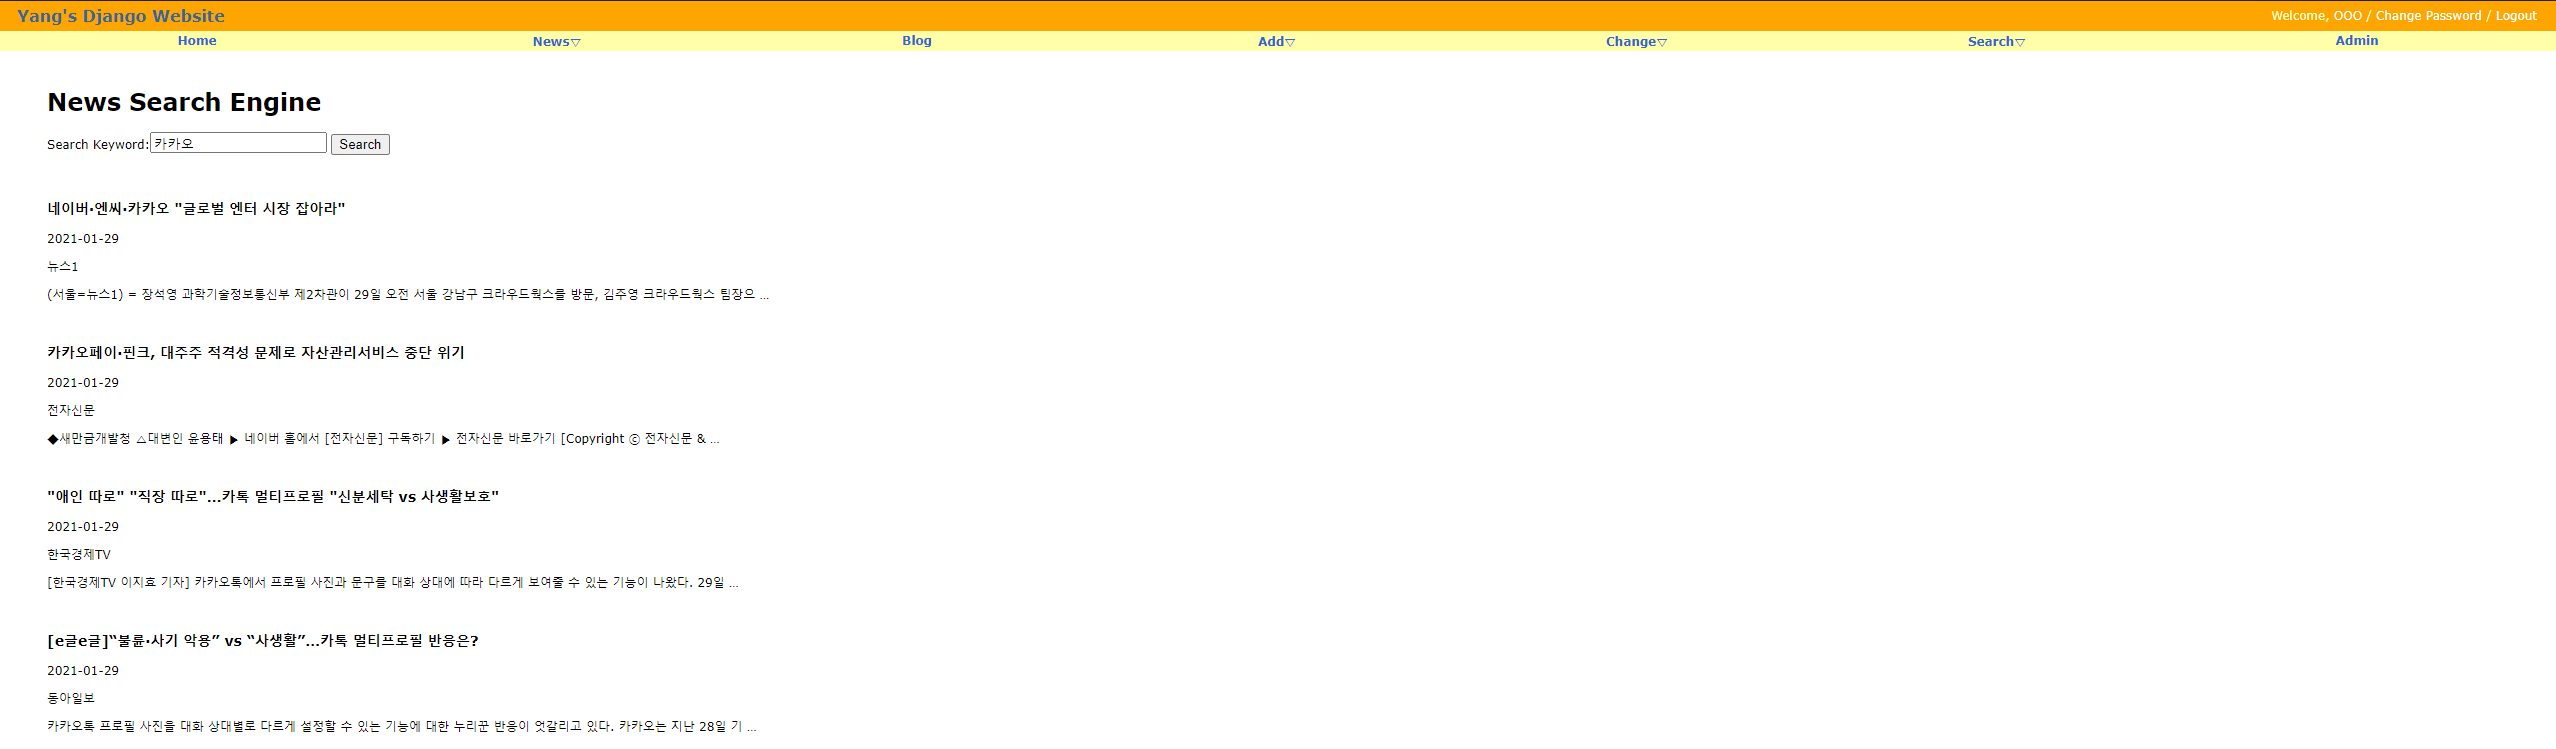 Yang's Django Website
Welcome, OOO / Change Password / Logout
Home News▽ Blog Add▽ Change▽ Search▽ Admin
News Search Engine
Search Keyword: 카카오 Search
네이버·엔씨·카카오 "글로벌 엔터 시장 잡아라"
2021-01-29
뉴스1
(서울=뉴스1) = 장석영 과학기술정보통신부 제2차관이 29일 오전 서울 강남구 크라우드웍스를 방문, 김주영 크라우드웍스 팀장으 ...
카카오페이·핀크, 대주주 적격성 문제로 자산관리서비스 중단 위기
2021-01-29
전자신문
◆새만금개발청 △대변인 윤용태 ▶ 네이버 홈에서 [전자신문] 구독하기 ▶ 전자신문 바로가기 [Copyright ⓒ 전자신문 & ...
"애인 따로" "직장 따로"...카톡 멀티프로필 "신분세탁 vs 사생활보호"
2021-01-29
한국경제TV
[한국경제TV 이지효 기자] 카카오톡에서 프로필 사진과 문구를 대화 상대에 따라 다르게 보여줄 수 있는 기능이 나왔다. 29일 ...
[e글e글]“불륜·사기 악용” vs “사생활”…카톡 멀티프로필 반응은?
2021-01-29
동아일보
카카오톡 프로필 사진을 대화 상대별로 다르게 설정할 수 있는 기능에 대한 누리꾼 반응이 엇갈리고 있다. 카카오는 지난 28일 기 ...